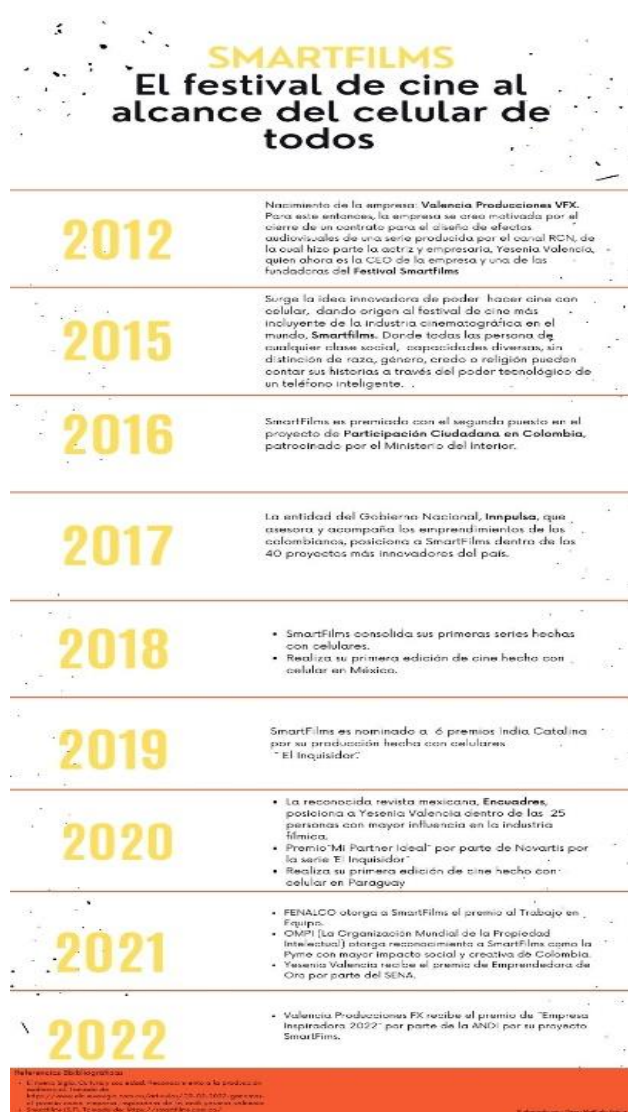 SMARTFILMS
El festival de cine al
alcance del celular de
todos
2012
Nacimiento de la empresa: Valencia Producciones VFX.
Para este entonces, la empresa se crea motivada por el
cierre de un contrato para el diseño de efectos
audiovisuales de una serie producida por el canal RCN, de
la cual hizo parte la actriz y empresaria, Yesenia Valencia,
quien ahora es la CEO de la empresa y una de las
fundadoras del Festival Smartfilms
2015
Surge la idea innovadora de poder hacer cine con
celular, dando origen al festival de cine más
incluyente de la industria cinematográfica en el
mundo, Smartfilms. Donde todas las persona de
cualquier clase social, capacidades diversas, sin
distinción de raza, género, credo o religión pueden
contar sus historias a través del poder tecnológico de
un teléfono inteligente.
2016
SmartFilms es premiada con el segundo puesto en el
proyecto de Participación Ciudadana en Colombia,
patrocinado por el Ministerio del Interior.
2017
La entidad del Gobierno Nacional, Innpulsa, que
asesora y acompaña los emprendimientos de los
colombianos, posiciona a SmartFilms dentro de los
40 proyectos más innovadores del país.
2018
• SmartFilms consolida sus primeras series hechas
con celulares.
• Realiza su primera edición de cine hecho con
celular en México.
2019
SmartFilms es nominado a 6 premios India Catalina
por su producción hecha con celulares
"El Inquisidor".
2020
• La reconocida revista mexicana, Encuadres,
posiciona a Yesenia Valencia dentro de las 25
personas con mayor influencia en la industria
fílmica.
• Premio "Mi Partner Ideal" por parte de Novartis por
la serie "El Inquisidor"
• Realiza su primera edición de cine hecho con
celular en Paraguay
2021
• FENALCO otorga a SmartFilms el premio al Trabajo en
Equipo.
• OMPI (La Organización Mundial de la Propiedad
Intelectual) otorga reconocimiento a SmartFilms como la
Pyme con mayor impacto social y creativa de Colombia.
• Yesenia Valencia recibe el premio de Emprendedora de
Oro por parte del SENA.
2022
• Valencia Producciones FX recibe el premio de "Empresa
Inspiradora 2022" por parte de la ANDI por su proyecto
SmartFims.
Referencias Bibliográficas
• El nuevo Siglo.